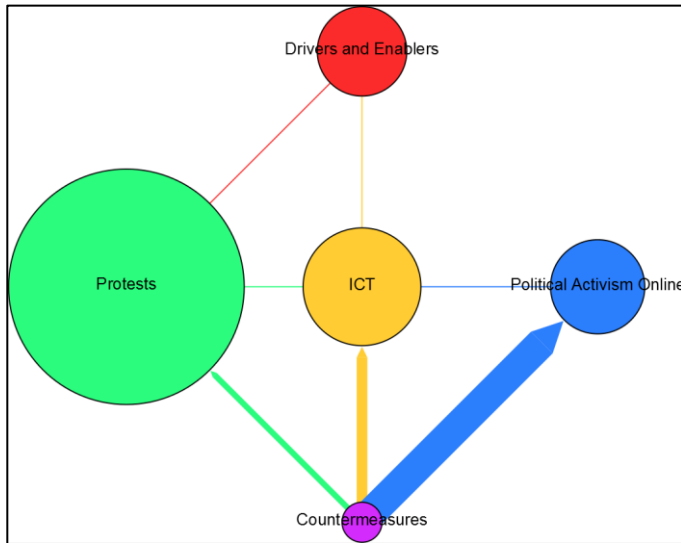 Drivers and Enablers
Protests
ICT
Political Activism Online
Countermeasures